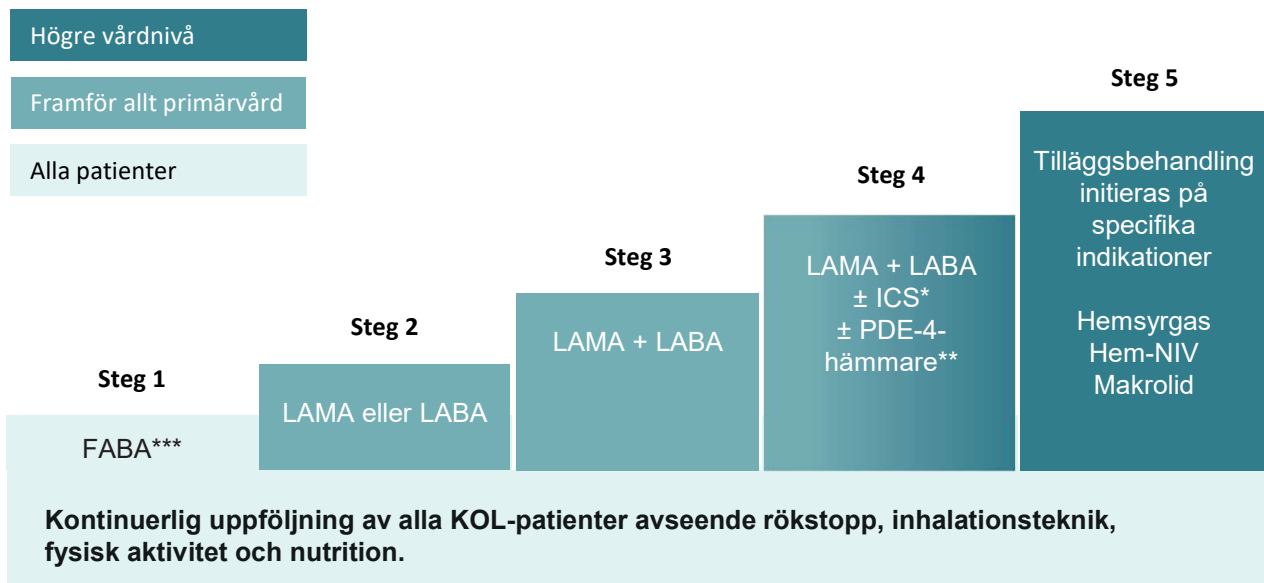 Högre vårdnivå
Framför allt primärvård
Alla patienter
Steg 1
FABA***
Steg 2
LAMA eller LABA
Steg 3
LAMA + LABA
Steg 4
LAMA + LABA
± ICS*
± PDE-4-
hämmare**
Steg 5
Tilläggsbehandling
initieras på
specifika
indikationer
Hemsyrgas
Hem-NIV
Makrolid
Kontinuerlig uppföljning av alla KOL-patienter avseende rökstopp, inhalationsteknik,
fysisk aktivitet och nutrition.